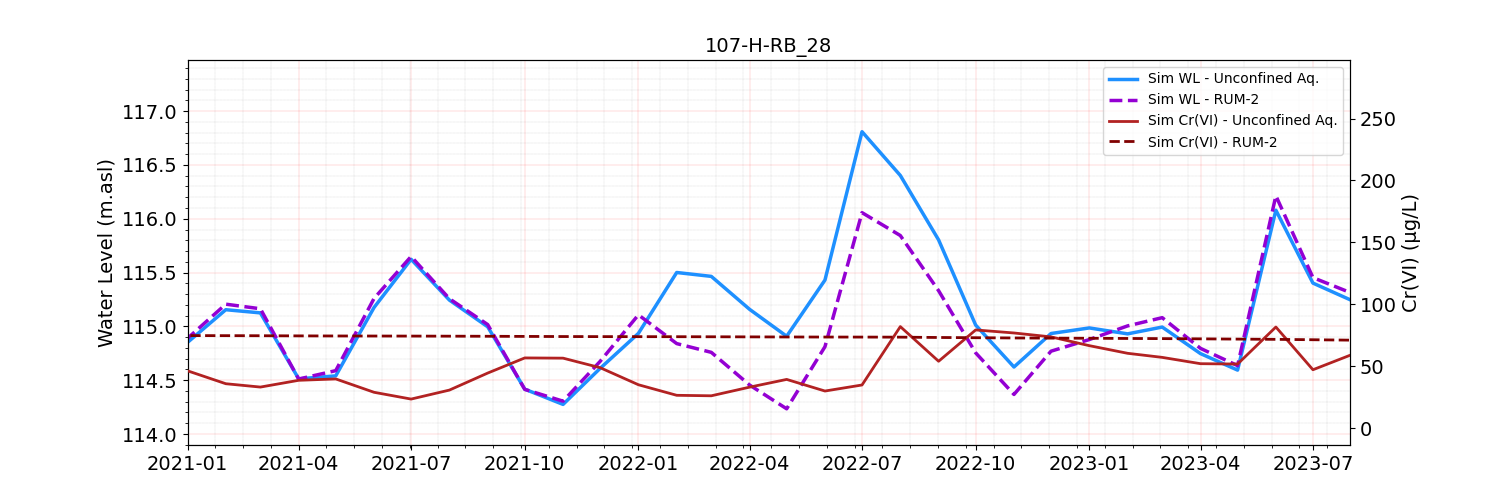 107-H-RB_28
Water Level (m.asl)
117.0
116.5
116.0
115.5
115.0
114.5
114.0
Sim WL - Unconfined Aq.
Sim WL - RUM-2
Sim Cr(VI) - Unconfined Aq.
Sim Cr(VI) - RUM-2
250
200
150
100
50
0
Cr(VI) (μg/L)
2021-01 2021-04 2021-07 2021-10 2022-01 2022-04 2022-07 2022-10 2023-01 2023-04 2023-07